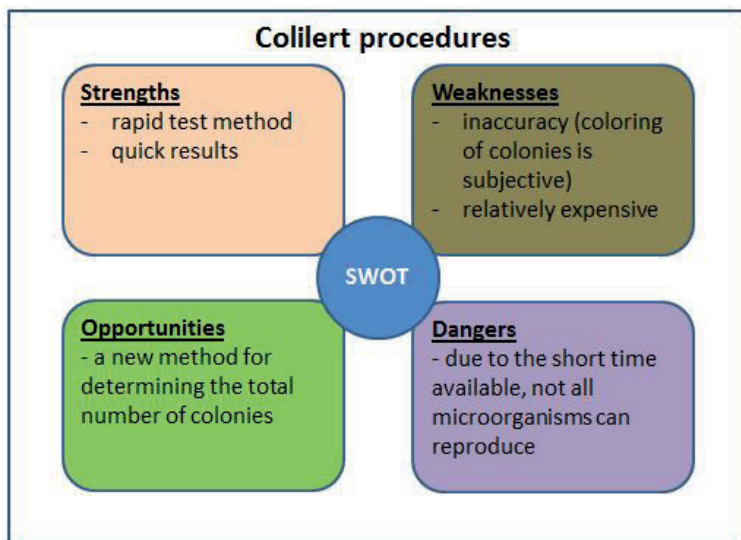 Colilert procedures
Strengths
- rapid test method
- quick results
Weaknesses
- inaccuracy (coloring
of colonies is
subjective)
- relatively expensive
SWOT
Opportunities
- a new method for
determining the total
number of colonies
Dangers
- due to the short time
available, not all
microorganisms can
reproduce